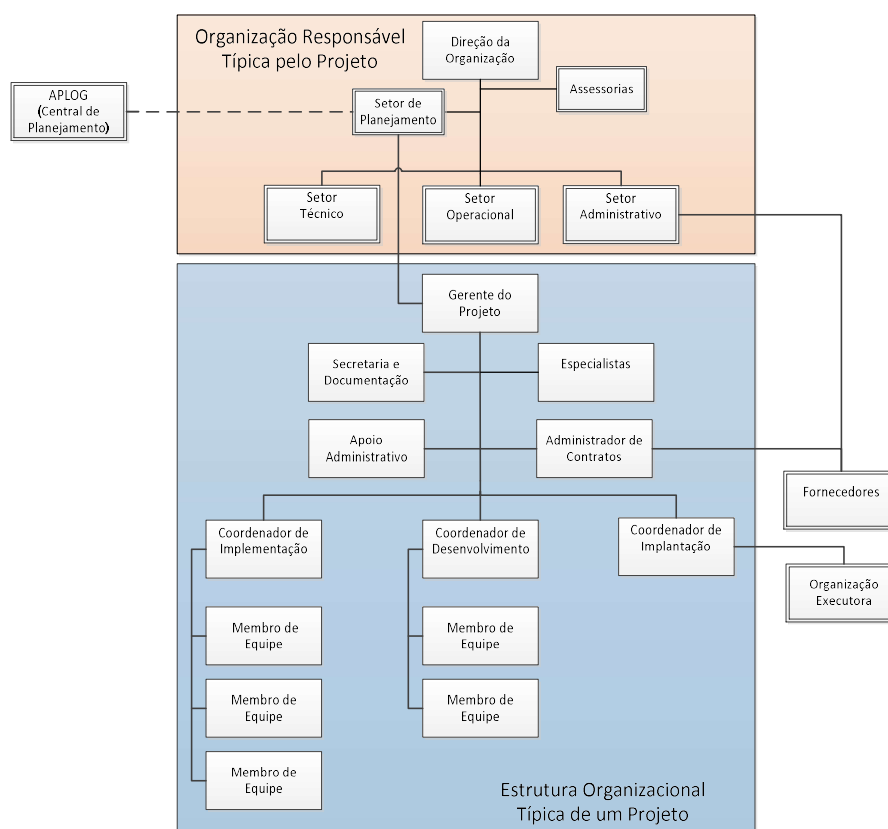 Organização Responsável
Típica pelo Projeto
Direção da
Organização
Assessorias
APLOG
(Central de
Planejamento)
Setor de
Planejamento
Setor
Técnico
Setor
Operacional
Setor
Administrativo
Gerente do
Projeto
Secretaria e
Documentação
Especialistas
Apoio
Administrativo
Administrador de
Contratos
Fornecedores
Coordenador de
Implementação
Coordenador de
Desenvolvimento
Coordenador de
Implantação
Organização
Executora
Membro de
Equipe
Membro de
Equipe
Membro de
Equipe
Membro de
Equipe
Membro de
Equipe
Estrutura Organizacional
Típica de um Projeto